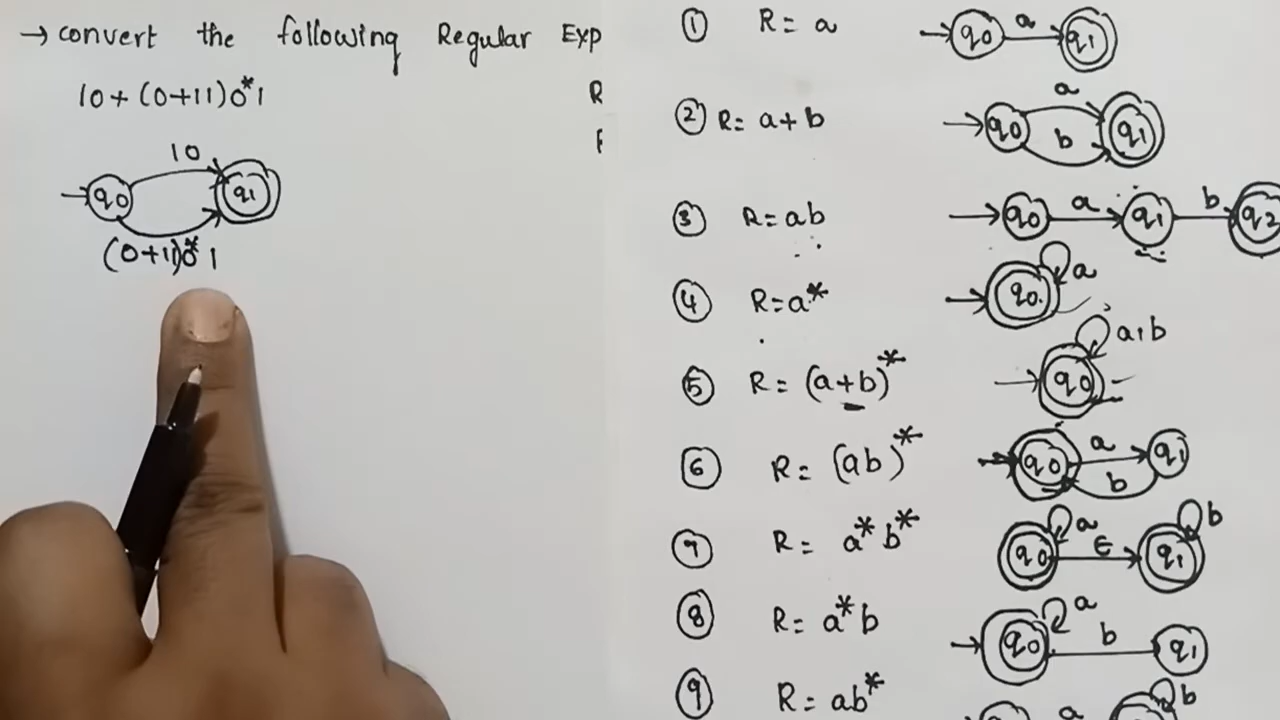 → convert the following Regular Exp
10 + (0+11)0*1
R
10
q0 q1
(0+11)0*1
① R = a
a
q0 q1
② R = a+b
a
q0 q1
b
③ R = ab
a b
q0 q1 q2
④ R = a*
q0 a
⑤ R = (a+b)*
a,b
q0
⑥ R = (ab)*
a
q0 q1
b
⑦ R = a*b*
a b
q0 ϵ q1
⑧ R = a*b
a
q0 b q1
⑨ R = ab*
a b